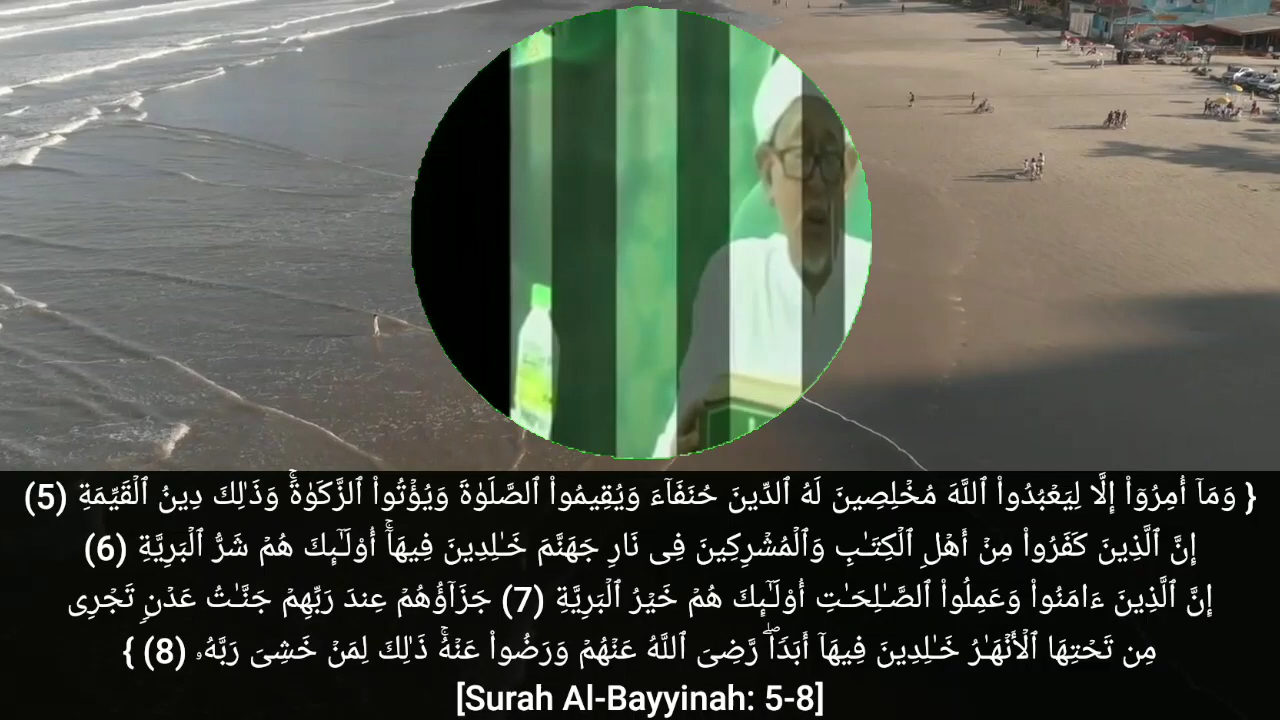 { وَمَآ أُمِرُوٓا۟ إِلَّا لِيَعۡبُدُوا۟ ٱللَّهَ مُخۡلِصِينَ لَهُ ٱلدِّينَ حُنَفَآءَ وَيُقِيمُوا۟ ٱلصَّلَوٰةَ وَيُؤۡتُوا۟ ٱلزَّكَوٰةَۚ وَذَٰلِكَ دِينُ ٱلۡقَيِّمَةِ (5)
إِنَّ ٱلَّذِينَ كَفَرُوا۟ مِنۡ أَهۡلِ ٱلۡكِتَـٰبِ وَٱلۡمُشۡرِكِينَ فِی نَارِ جَهَنَّمَ خَـٰلِدِينَ فِيهَاۤۚ أُو۟لَـٰۤىِٕكَ هُمۡ شَرُّ ٱلۡبَرِيَّةِ (6)
إِنَّ ٱلَّذِينَ ءَامَنُوا۟ وَعَمِلُوا۟ ٱلصَّـٰلِحَـٰتِ أُو۟لَـٰۤىِٕكَ هُمۡ خَيۡرُ ٱلۡبَرِيَّةِ (7) جَزَاۤؤُهُمۡ عِندَ رَبِّهِمۡ جَنَّـٰتُ عَدۡنࣲ تَجۡرِی
مِن تَحۡتِهَا ٱلۡأَنۡهَـٰرُ خَـٰلِدِينَ فِيهَاۤ أَبَدࣰاۖ رَّضِیَ ٱللَّهُ عَنۡهُمۡ وَرَضُوا۟ عَنۡهُۚ ذَٰلِكَ لِمَنۡ خَشِیَ رَبَّهُۥ (8) }
[Surah Al-Bayyinah: 5-8]